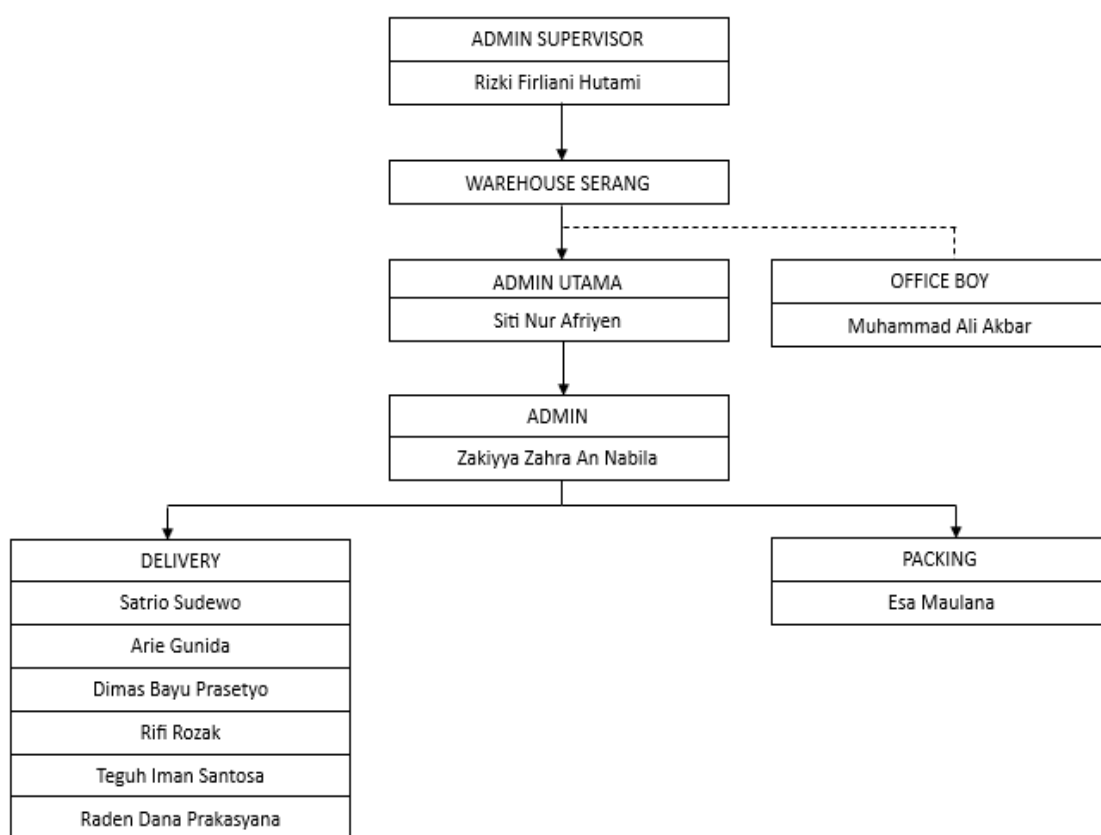 ADMIN SUPERVISOR
Rizki Firliani Hutami
WAREHOUSE SERANG
ADMIN UTAMA
Siti Nur Afriyen
OFFICE BOY
Muhammad Ali Akbar
ADMIN
Zakiyya Zahra An Nabila
DELIVERY
Satrio Sudewo
Arie Gunida
Dimas Bayu Prasetyo
Rifi Rozak
Teguh Iman Santosa
Raden Dana Prakasyana
PACKING
Esa Maulana